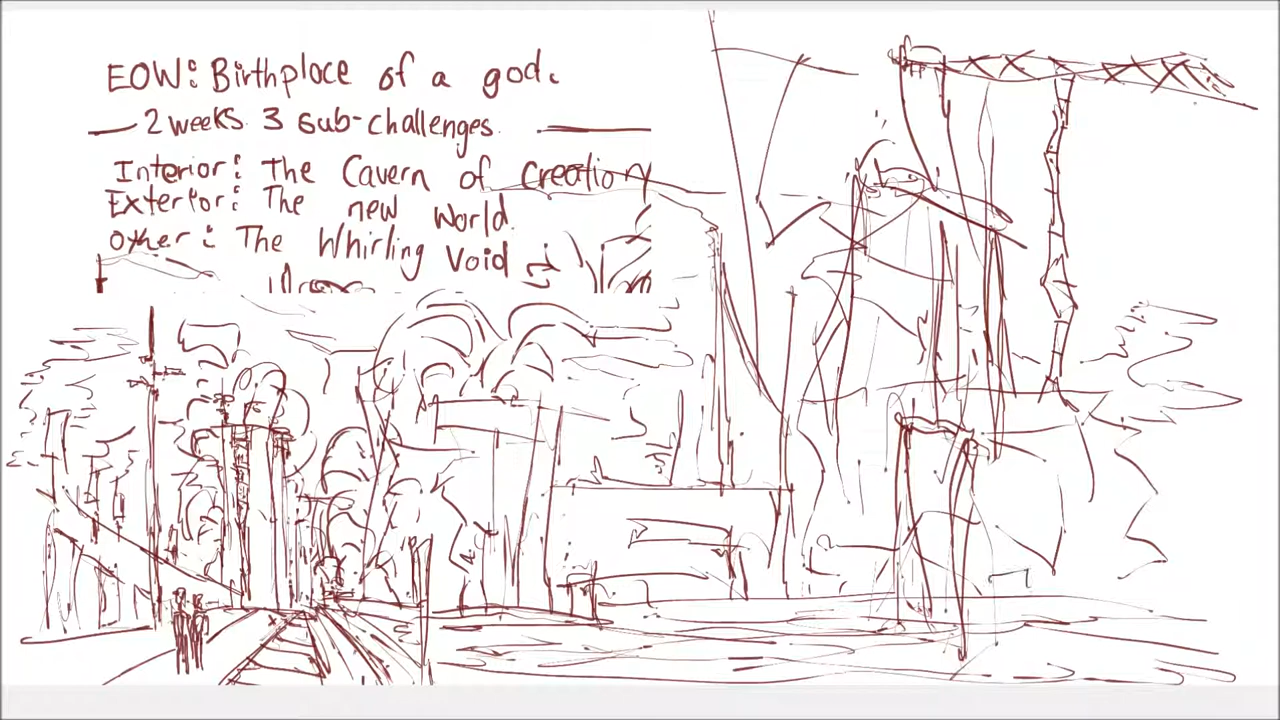 EOW: Birthplace of a god.
2 weeks 3 sub-challenges.
Interior: The Cavern of Creation
Exterior: The new World.
Other: The Whirling Void